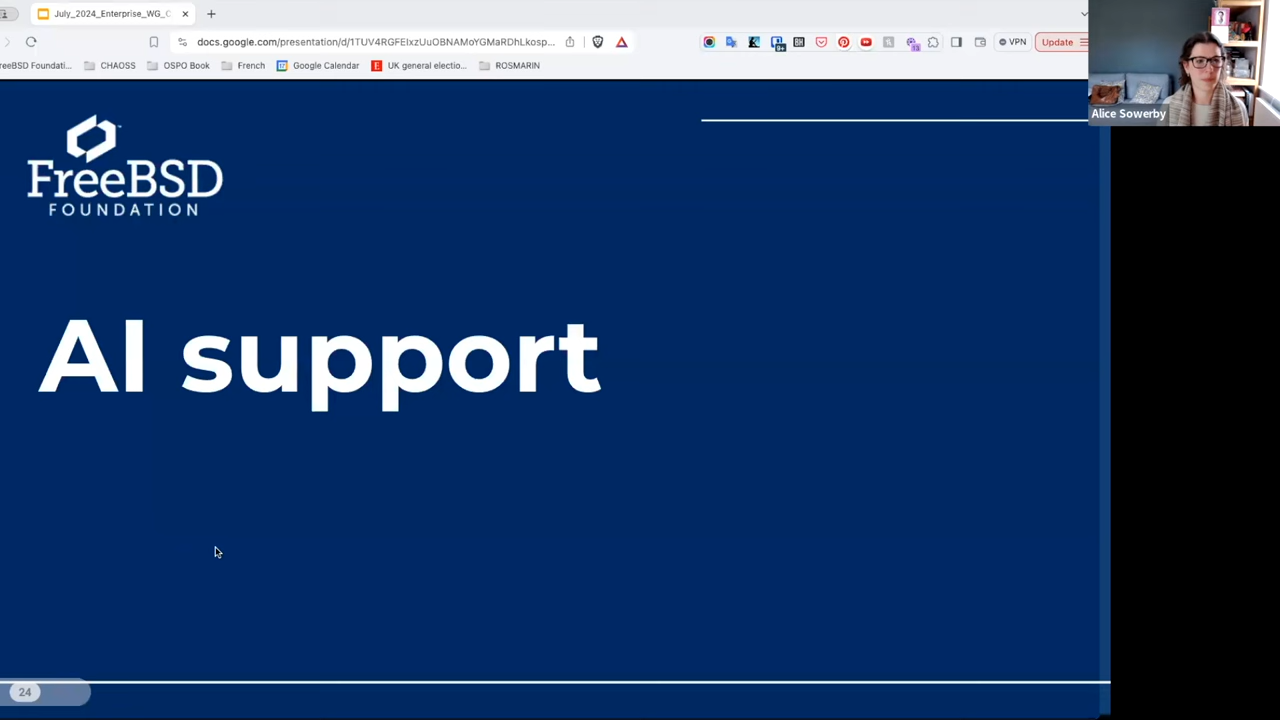 July_2024_Enterprise_WG_C
docs.google.com/presentation/d/1TUV4RGFElxzUuOBNAMoYGMaRDhLkosp...
VPN
Update
reeBSD Foundati...
CHAOSS
OSPO Book
French
Google Calendar
UK general electio...
ROSMARIN
Alice Sowerby
FreeBSD
FOUNDATION
AI support
24